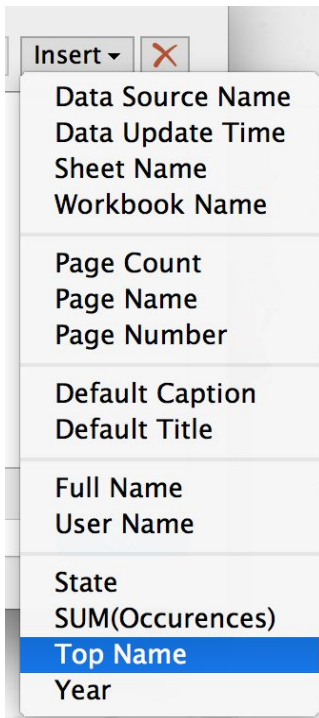 Insert
Data Source Name
Data Update Time
Sheet Name
Workbook Name
Page Count
Page Name
Page Number
Default Caption
Default Title
Full Name
User Name
State
SUM(Occurences)
Top Name
Year